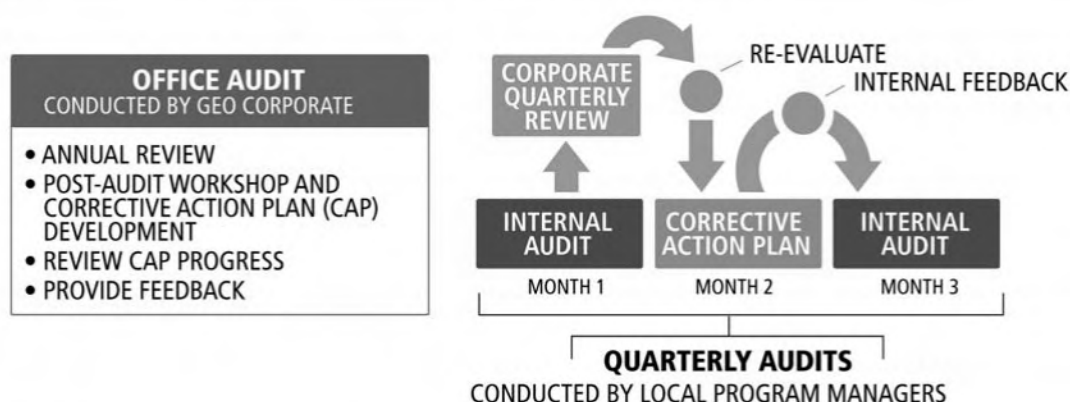 OFFICE AUDIT
CONDUCTED BY GEO CORPORATE
• ANNUAL REVIEW
• POST-AUDIT WORKSHOP AND
CORRECTIVE ACTION PLAN (CAP)
DEVELOPMENT
• REVIEW CAP PROGRESS
• PROVIDE FEEDBACK
CORPORATE
QUARTERLY
REVIEW
RE-EVALUATE
INTERNAL FEEDBACK
INTERNAL
AUDIT
CORRECTIVE
ACTION PLAN
INTERNAL
AUDIT
MONTH 1
MONTH 2
MONTH 3
QUARTERLY AUDITS
CONDUCTED BY LOCAL PROGRAM MANAGERS